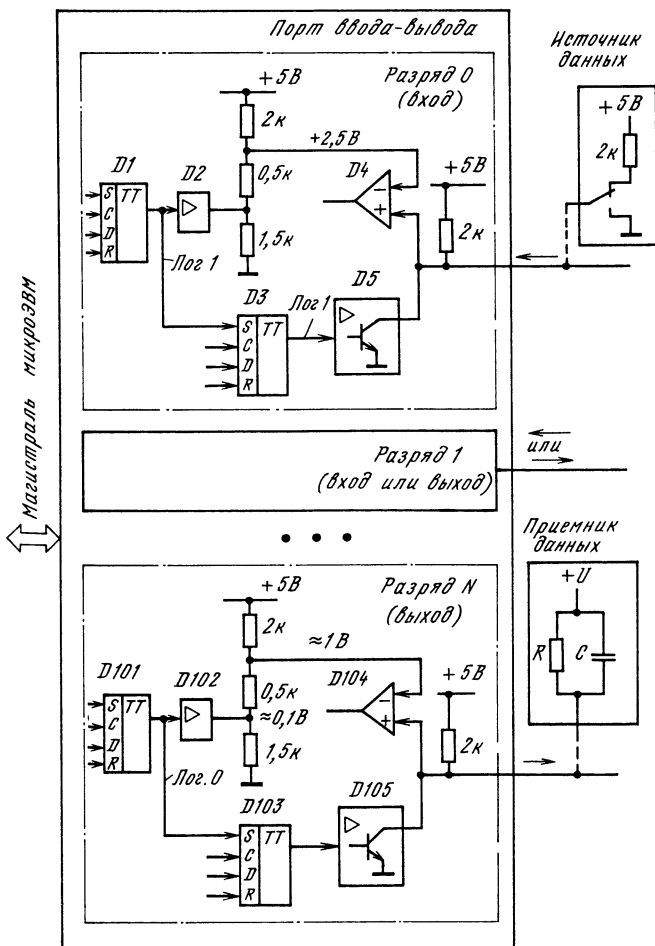 Порт ввода-вывода
Источник
данных
Разряд 0
(вход)
+5В
2к
+2,5В
+5В
2к
D1
D2
0,5к
D4
+5В
S TT
C
D
R
1,5к
2к
Лог 1
D3
Лог 1
D5
S TT
C
D
R
Магистраль микроЭВМ
Разряд 1
(вход или выход)
или
Приемник
данных
Разряд N
(выход)
+5В
2к
≈1В
+U
R
C
D101
D102
0,5к
D104
+5В
S TT
C
D
R
≈0,1В
1,5к
2к
Лог. 0
D103
D105
S TT
C
D
R